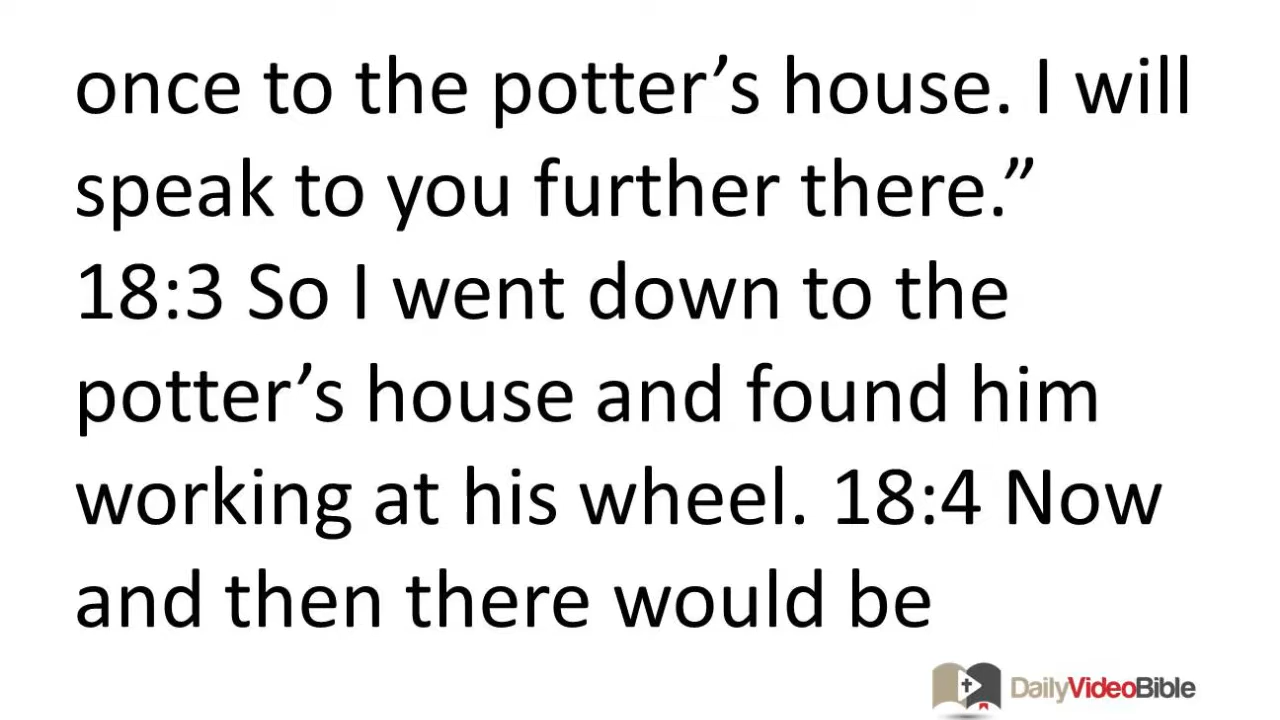 once to the potter’s house. I will
speak to you further there.”
18:3 So I went down to the
potter’s house and found him
working at his wheel. 18:4 Now
and then there would be
DailyVideoBible